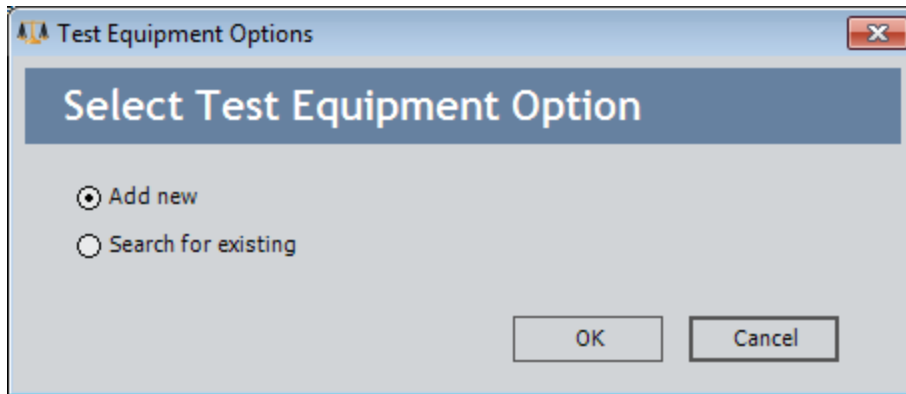 Test Equipment Options
Select Test Equipment Option
Add new
Search for existing
OK
Cancel